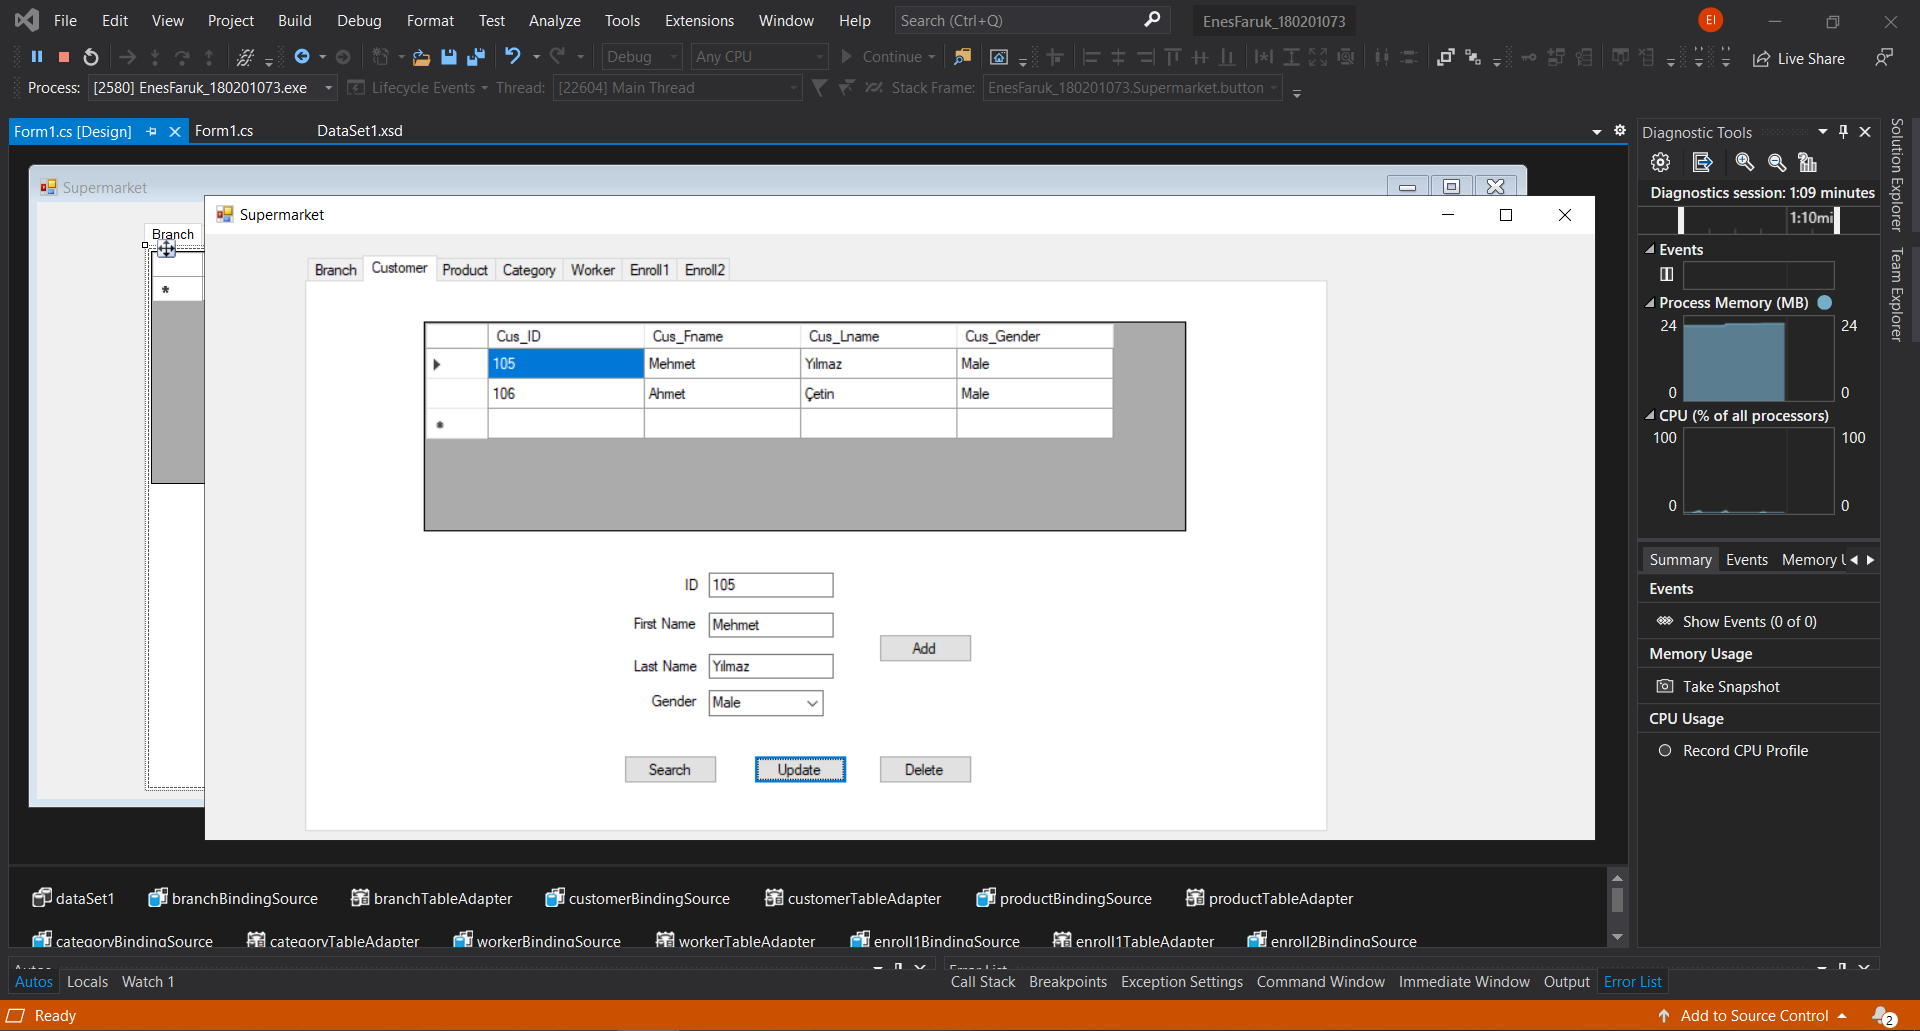 File Edit View Project Build Debug Format Test Analyze Tools Extensions Window Help Search (Ctrl+Q) EnesFaruk_180201073 EI
Debug Any CPU Continue Live Share
Process: [2580] EnesFaruk_180201073.exe Lifecycle Events Thread: [22604] Main Thread Stack Frame: EnesFaruk_180201073.Supermarket.button
Form1.cs [Design] Form1.cs DataSet1.xsd
Supermarket
Branch
Supermarket
Branch Customer Product Category Worker Enroll1 Enroll2
Cus_ID Cus_Fname Cus_Lname Cus_Gender
105 Mehmet Yılmaz Male
106 Ahmet Çetin Male
ID 105
First Name Mehmet
Add
Last Name Yılmaz
Gender Male
Search Update Delete
dataSet1 branchBindingSource branchTableAdapter customerBindingSource customerTableAdapter productBindingSource productTableAdapter
categoryBindingSource categoryTableAdapter workerBindingSource workerTableAdapter enroll1BindingSource enroll1TableAdapter enroll2BindingSource
Diagnostic Tools
Diagnostics session: 1:09 minutes
1:10mi
Events
Process Memory (MB)
24 24
0 0
CPU (% of all processors)
100 100
0 0
Summary Events Memory U
Events
Show Events (0 of 0)
Memory Usage
Take Snapshot
CPU Usage
Record CPU Profile
Solution Explorer
Team Explorer
Autos Error List
Autos Locals Watch 1 Call Stack Breakpoints Exception Settings Command Window Immediate Window Output Error List
Ready Add to Source Control 2